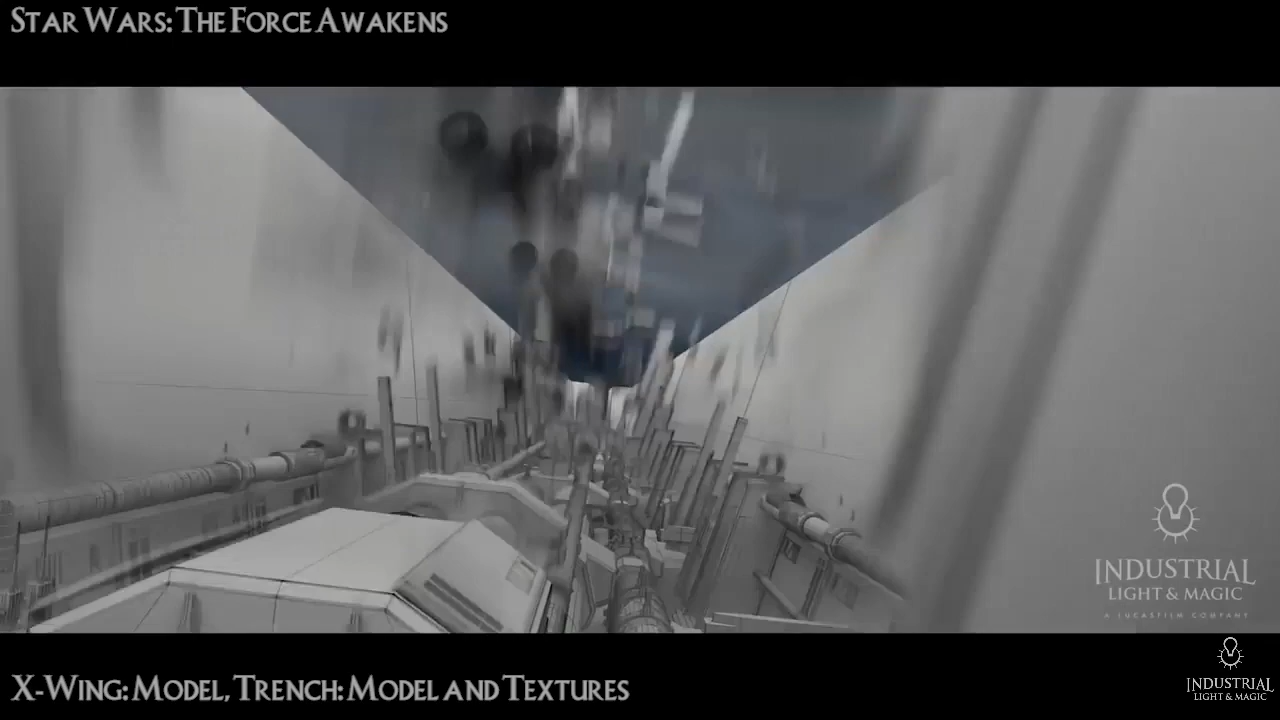 STAR WARS: THE FORCE AWAKENS
INDUSTRIAL
LIGHT & MAGIC
A LUCASFILM COMPANY
X-WING: MODEL, TRENCH: MODEL AND TEXTURES
INDUSTRIAL
LIGHT & MAGIC